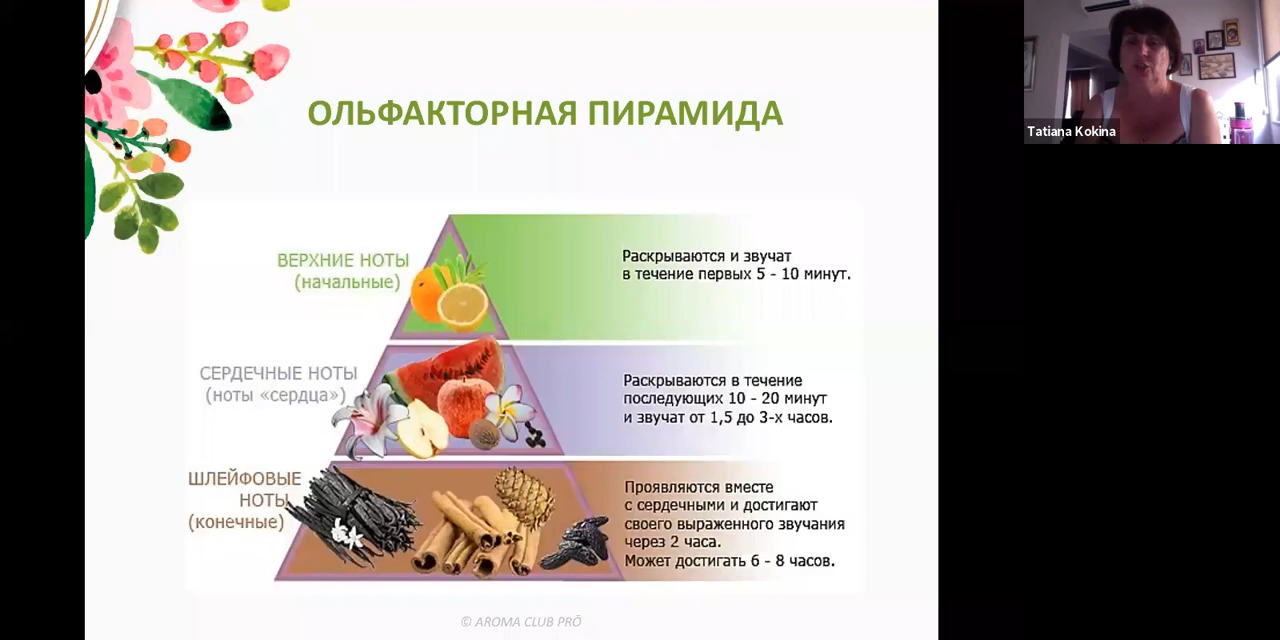 ОЛЬФАКТОРНАЯ ПИРАМИДА
Tatiana Kokina
ВЕРХНИЕ НОТЫ
(начальные)
Раскрываются и звучат
в течение первых 5 - 10 минут.
СЕРДЕЧНЫЕ НОТЫ
(ноты «сердца»)
Раскрываются в течение
последующих 10 - 20 минут
и звучат от 1,5 до 3-х часов.
ШЛЕЙФОВЫЕ
НОТЫ
(конечные)
Проявляются вместе
с сердечными и достигают
своего выраженного звучания
через 2 часа.
Может достигать 6 - 8 часов.
© AROMA CLUB PRŌ